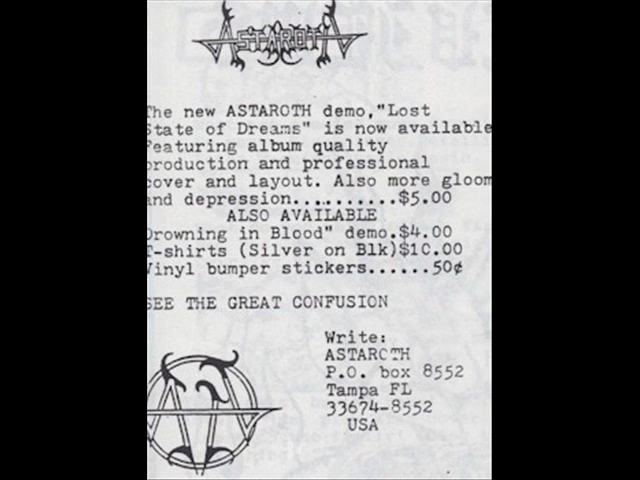 ASTAROTH
The new ASTAROTH demo,"Lost
State of Dreams" is now available
Featuring album quality
production and professional
cover and layout. Also more gloom
and depression..........$5.00
ALSO AVAILABLE
Drowning in Blood" demo.$4.00
T-shirts (Silver on Blk)$10.00
Vinyl bumper stickers......50¢
SEE THE GREAT CONFUSION
Write:
ASTAROTH
P.O. box 8552
Tampa FL
33674-8552
USA